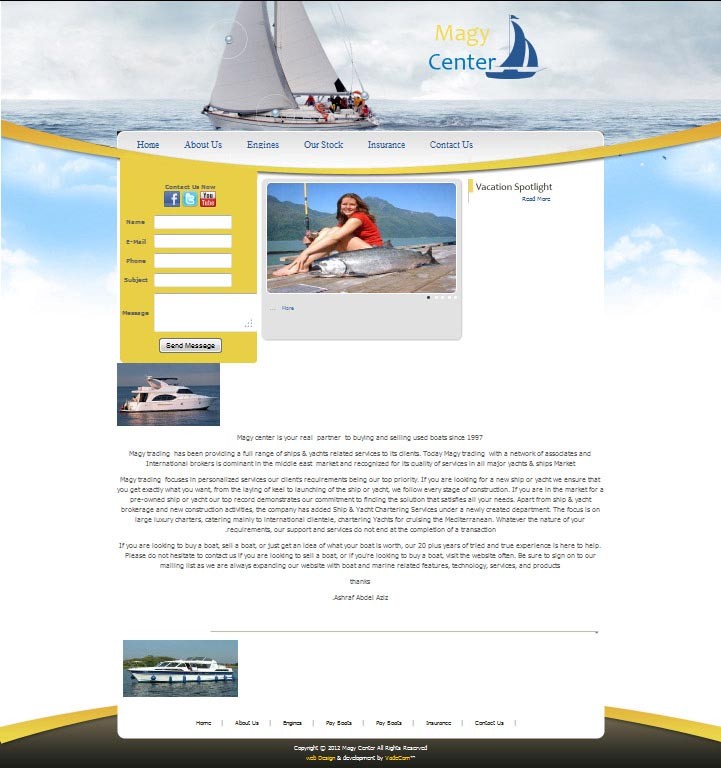 Magy
Center
Home About Us Engines Our Stock Insurance Contact Us
Contact Us Now
You Tube
Name
E-Mail
Phone
Subject
Message
Send Message
... More
Vacation Spotlight
Read More
Magy center is your real partner to buying and selling used boats since 1997
Magy trading has been providing a full range of ships & yachts related services to its clients. Today Magy trading with a network of associates and
International brokers is dominant in the middle east market and recognized for its quality of services in all major yachts & ships Market
Magy trading focuses in personalized services our clients requirements being our top priority. If you are looking for a new ship or yacht we ensure that
you get exactly what you want, from the laying of keel to launching of the ship or yacht, we follow every stage of construction. If you are in the market for a
pre-owned ship or yacht our top record demonstrates our commitment to finding the solution that satisfies all your needs. Apart from ship & yacht
brokerage and new construction activities, the company has added Ship & Yacht Chartering Services under a newly created department. The focus is on
large luxury charters, catering mainly to international clientele, chartering Yachts for cruising the Mediterranean. Whatever the nature of your
.requirements, our support and services do not end at the completion of a transaction
If you are looking to buy a boat, sell a boat, or just get an idea of what your boat is worth, our 20 plus years of tried and true experience is here to help.
Please do not hesitate to contact us if you are looking to sell a boat, or if you're looking to buy a boat, visit the website often. Be sure to sign on to our
mailing list as we are always expanding our website with boat and marine related features, technology, services, and products
thanks
.Ashraf Abdel Aziz
Home | About Us | Engines | Pay Boats | Pay Boats | Insurance | Contact Us |
Copyright © 2012 Magy Center All Rights Reserved
web Design & development by VadeCom™